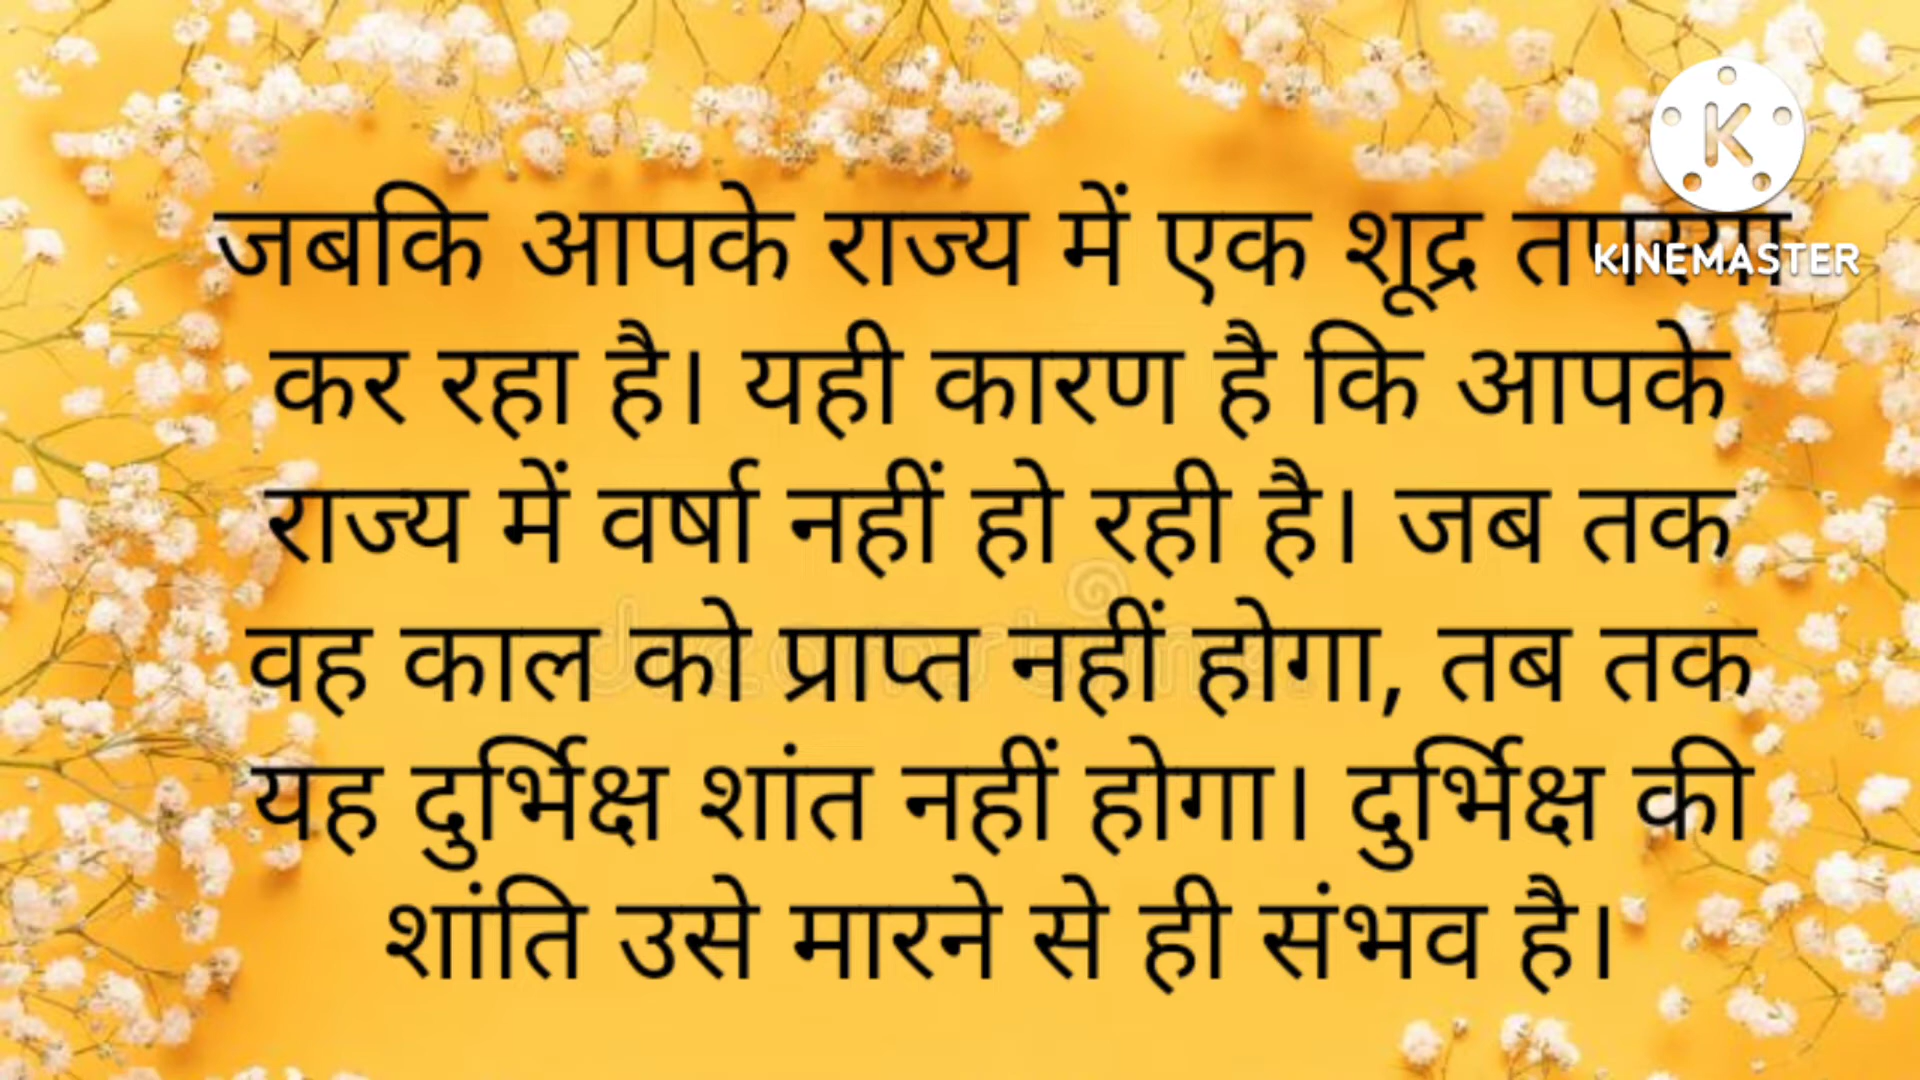 जबकि आपके राज्य में एक शूद्र तपस्या
कर रहा है। यही कारण है कि आपके
राज्य में वर्षा नहीं हो रही है। जब तक
वह काल को प्राप्त नहीं होगा, तब तक
यह दुर्भिक्ष शांत नहीं होगा। दुर्भिक्ष की
शांति उसे मारने से ही संभव है।
K
KINEMASTER